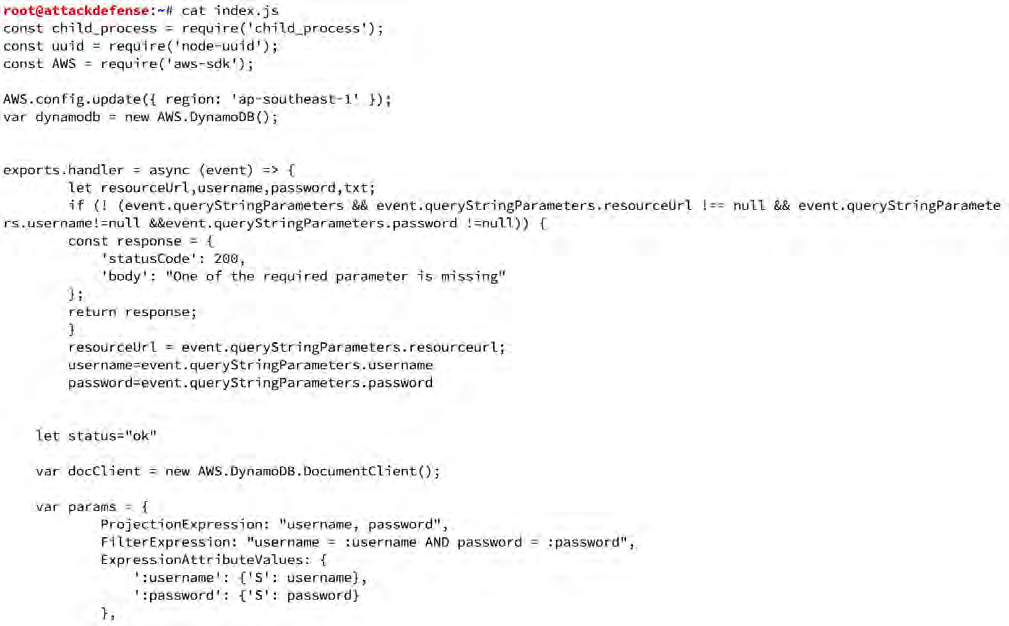 root@attackdefense:~# cat index.js
const child_process = require('child_process');
const uuid = require('node-uuid');
const AWS = require('aws-sdk');
AWS.config.update({ region: 'ap-southeast-1' });
var dynamodb = new AWS.DynamoDB();
exports.handler = async (event) => {
let resourceUrl,username,password,txt;
if (! (event.queryStringParameters && event.queryStringParameters.resourceUrl !== null && event.queryStringParamete
rs.username!=null &&event.queryStringParameters.password !=null)) {
const response = {
'statusCode': 200,
'body': "One of the required parameter is missing"
};
return response;
}
resourceUrl = event.queryStringParameters.resourceurl;
username=event.queryStringParameters.username
password=event.queryStringParameters.password
let status="ok"
var docClient = new AWS.DynamoDB.DocumentClient();
var params = {
ProjectionExpression: "username, password",
FilterExpression: "username = :username AND password = :password",
ExpressionAttributeValues: {
':username': {'S': username},
':password': {'S': password}
},